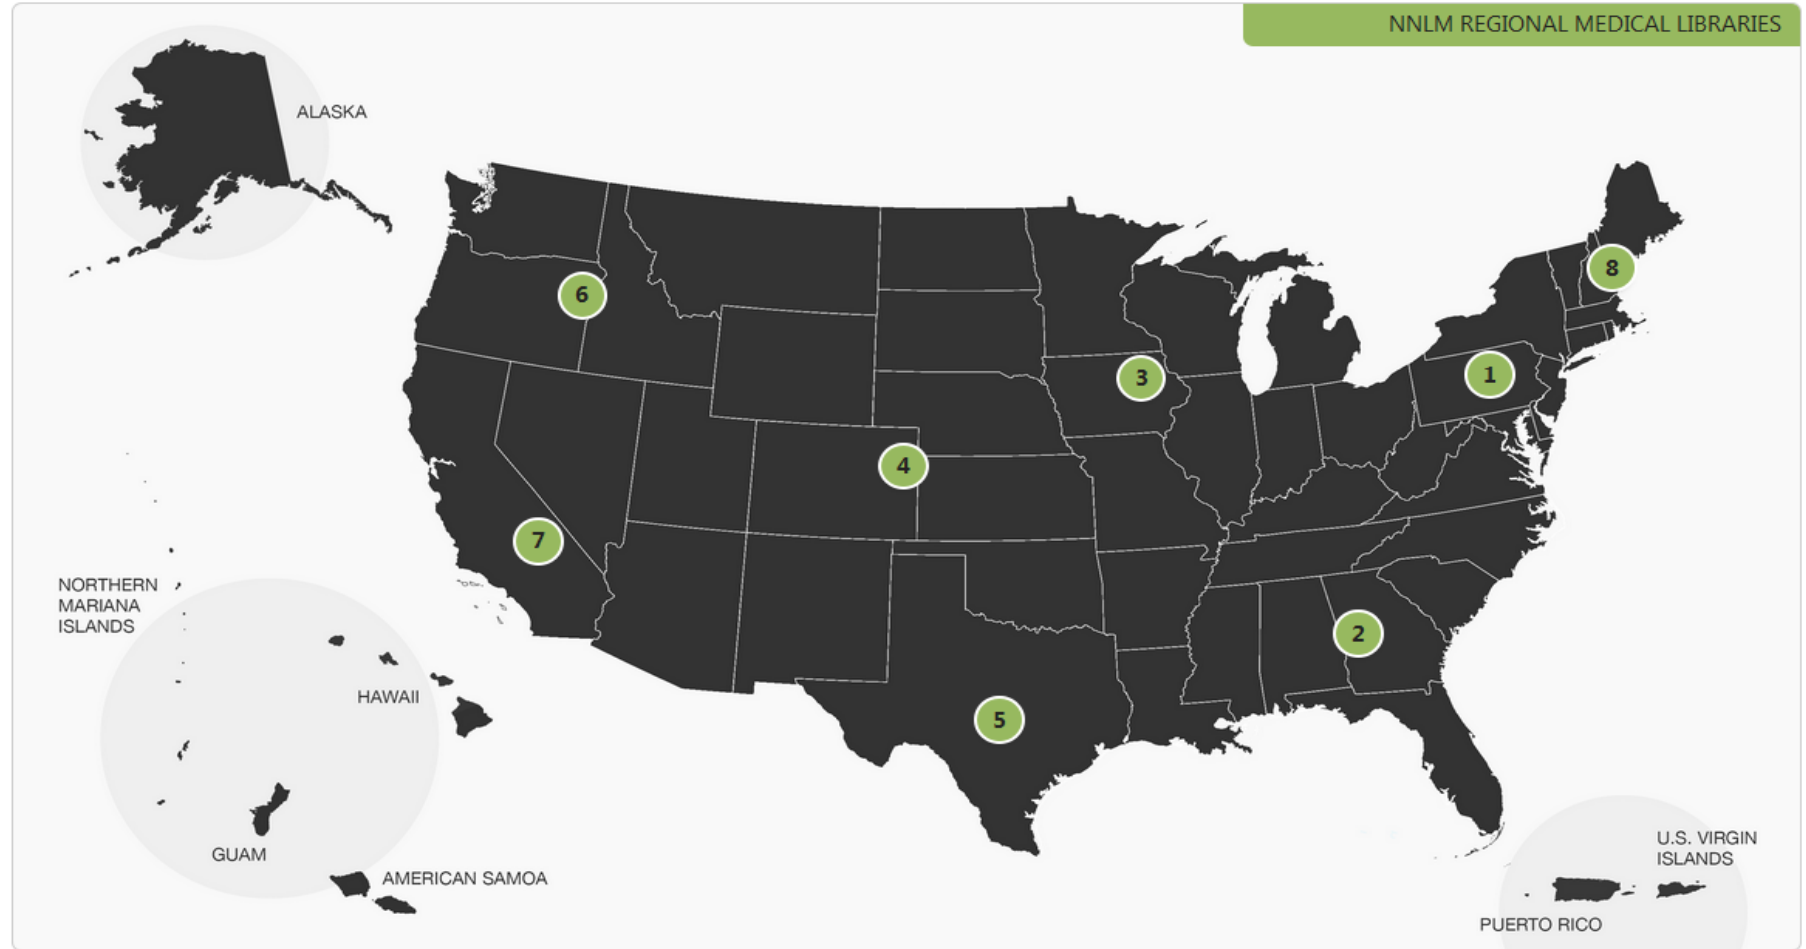 NNLM REGIONAL MEDICAL LIBRARIES
ALASKA
8
6
1
3
4
7
NORTHERN
MARIANA
ISLANDS
2
HAWAII
5
U.S. VIRGIN
ISLANDS
GUAM
AMERICAN SAMOA
PUERTO RICO